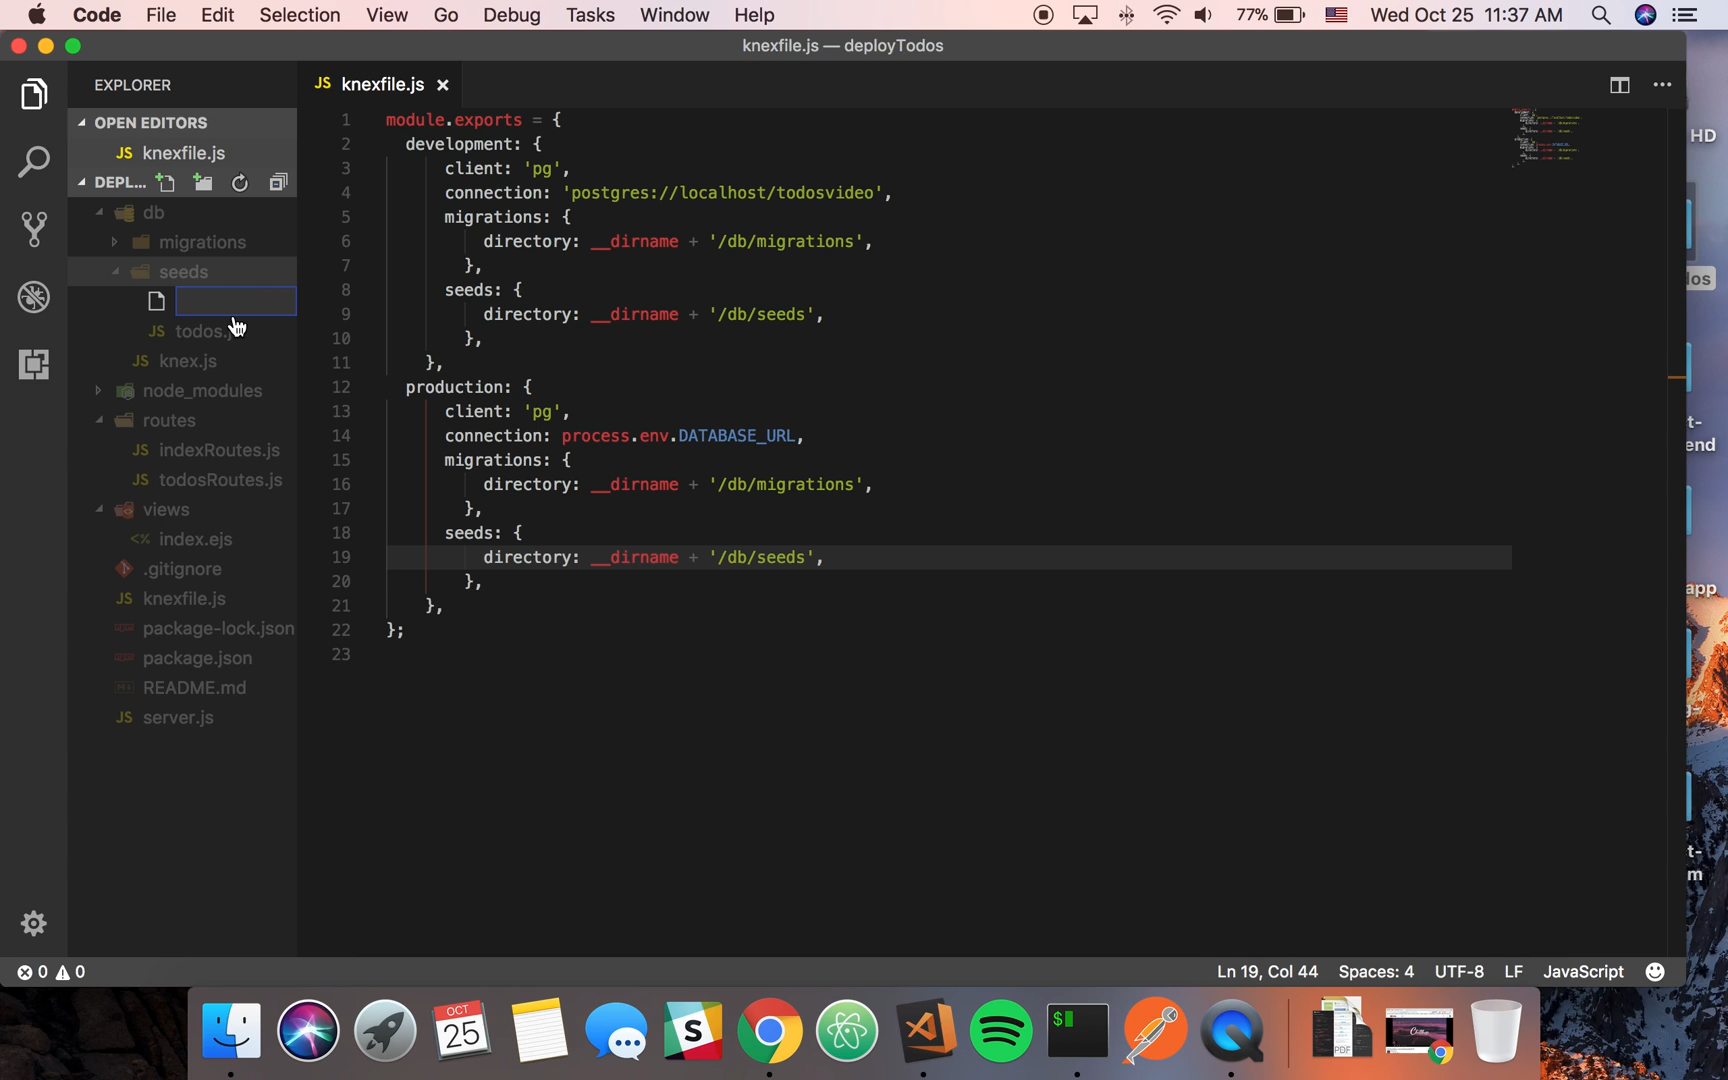 Code File Edit Selection View Go Debug Tasks Window Help 77% Wed Oct 25 11:37 AM
knexfile.js — deployTodos
EXPLORER
JS knexfile.js
OPEN EDITORS
JS knexfile.js
DEPL...
db
migrations
seeds
JS todos.j
JS knex.js
node_modules
routes
JS indexRoutes.js
JS todosRoutes.js
views
<% index.ejs
.gitignore
JS knexfile.js
package-lock.json
package.json
README.md
JS server.js
1 module.exports = {
2 development: {
3 client: 'pg',
4 connection: 'postgres://localhost/todosvideo',
5 migrations: {
6 directory: __dirname + '/db/migrations',
7 },
8 seeds: {
9 directory: __dirname + '/db/seeds',
10 },
11 },
12 production: {
13 client: 'pg',
14 connection: process.env.DATABASE_URL,
15 migrations: {
16 directory: __dirname + '/db/migrations',
17 },
18 seeds: {
19 directory: __dirname + '/db/seeds',
20 },
21 },
22 };
23
HD
os
t-
end
app
t-
m
0 0
Ln 19, Col 44 Spaces: 4 UTF-8 LF JavaScript
OCT
25
S
$
PDF